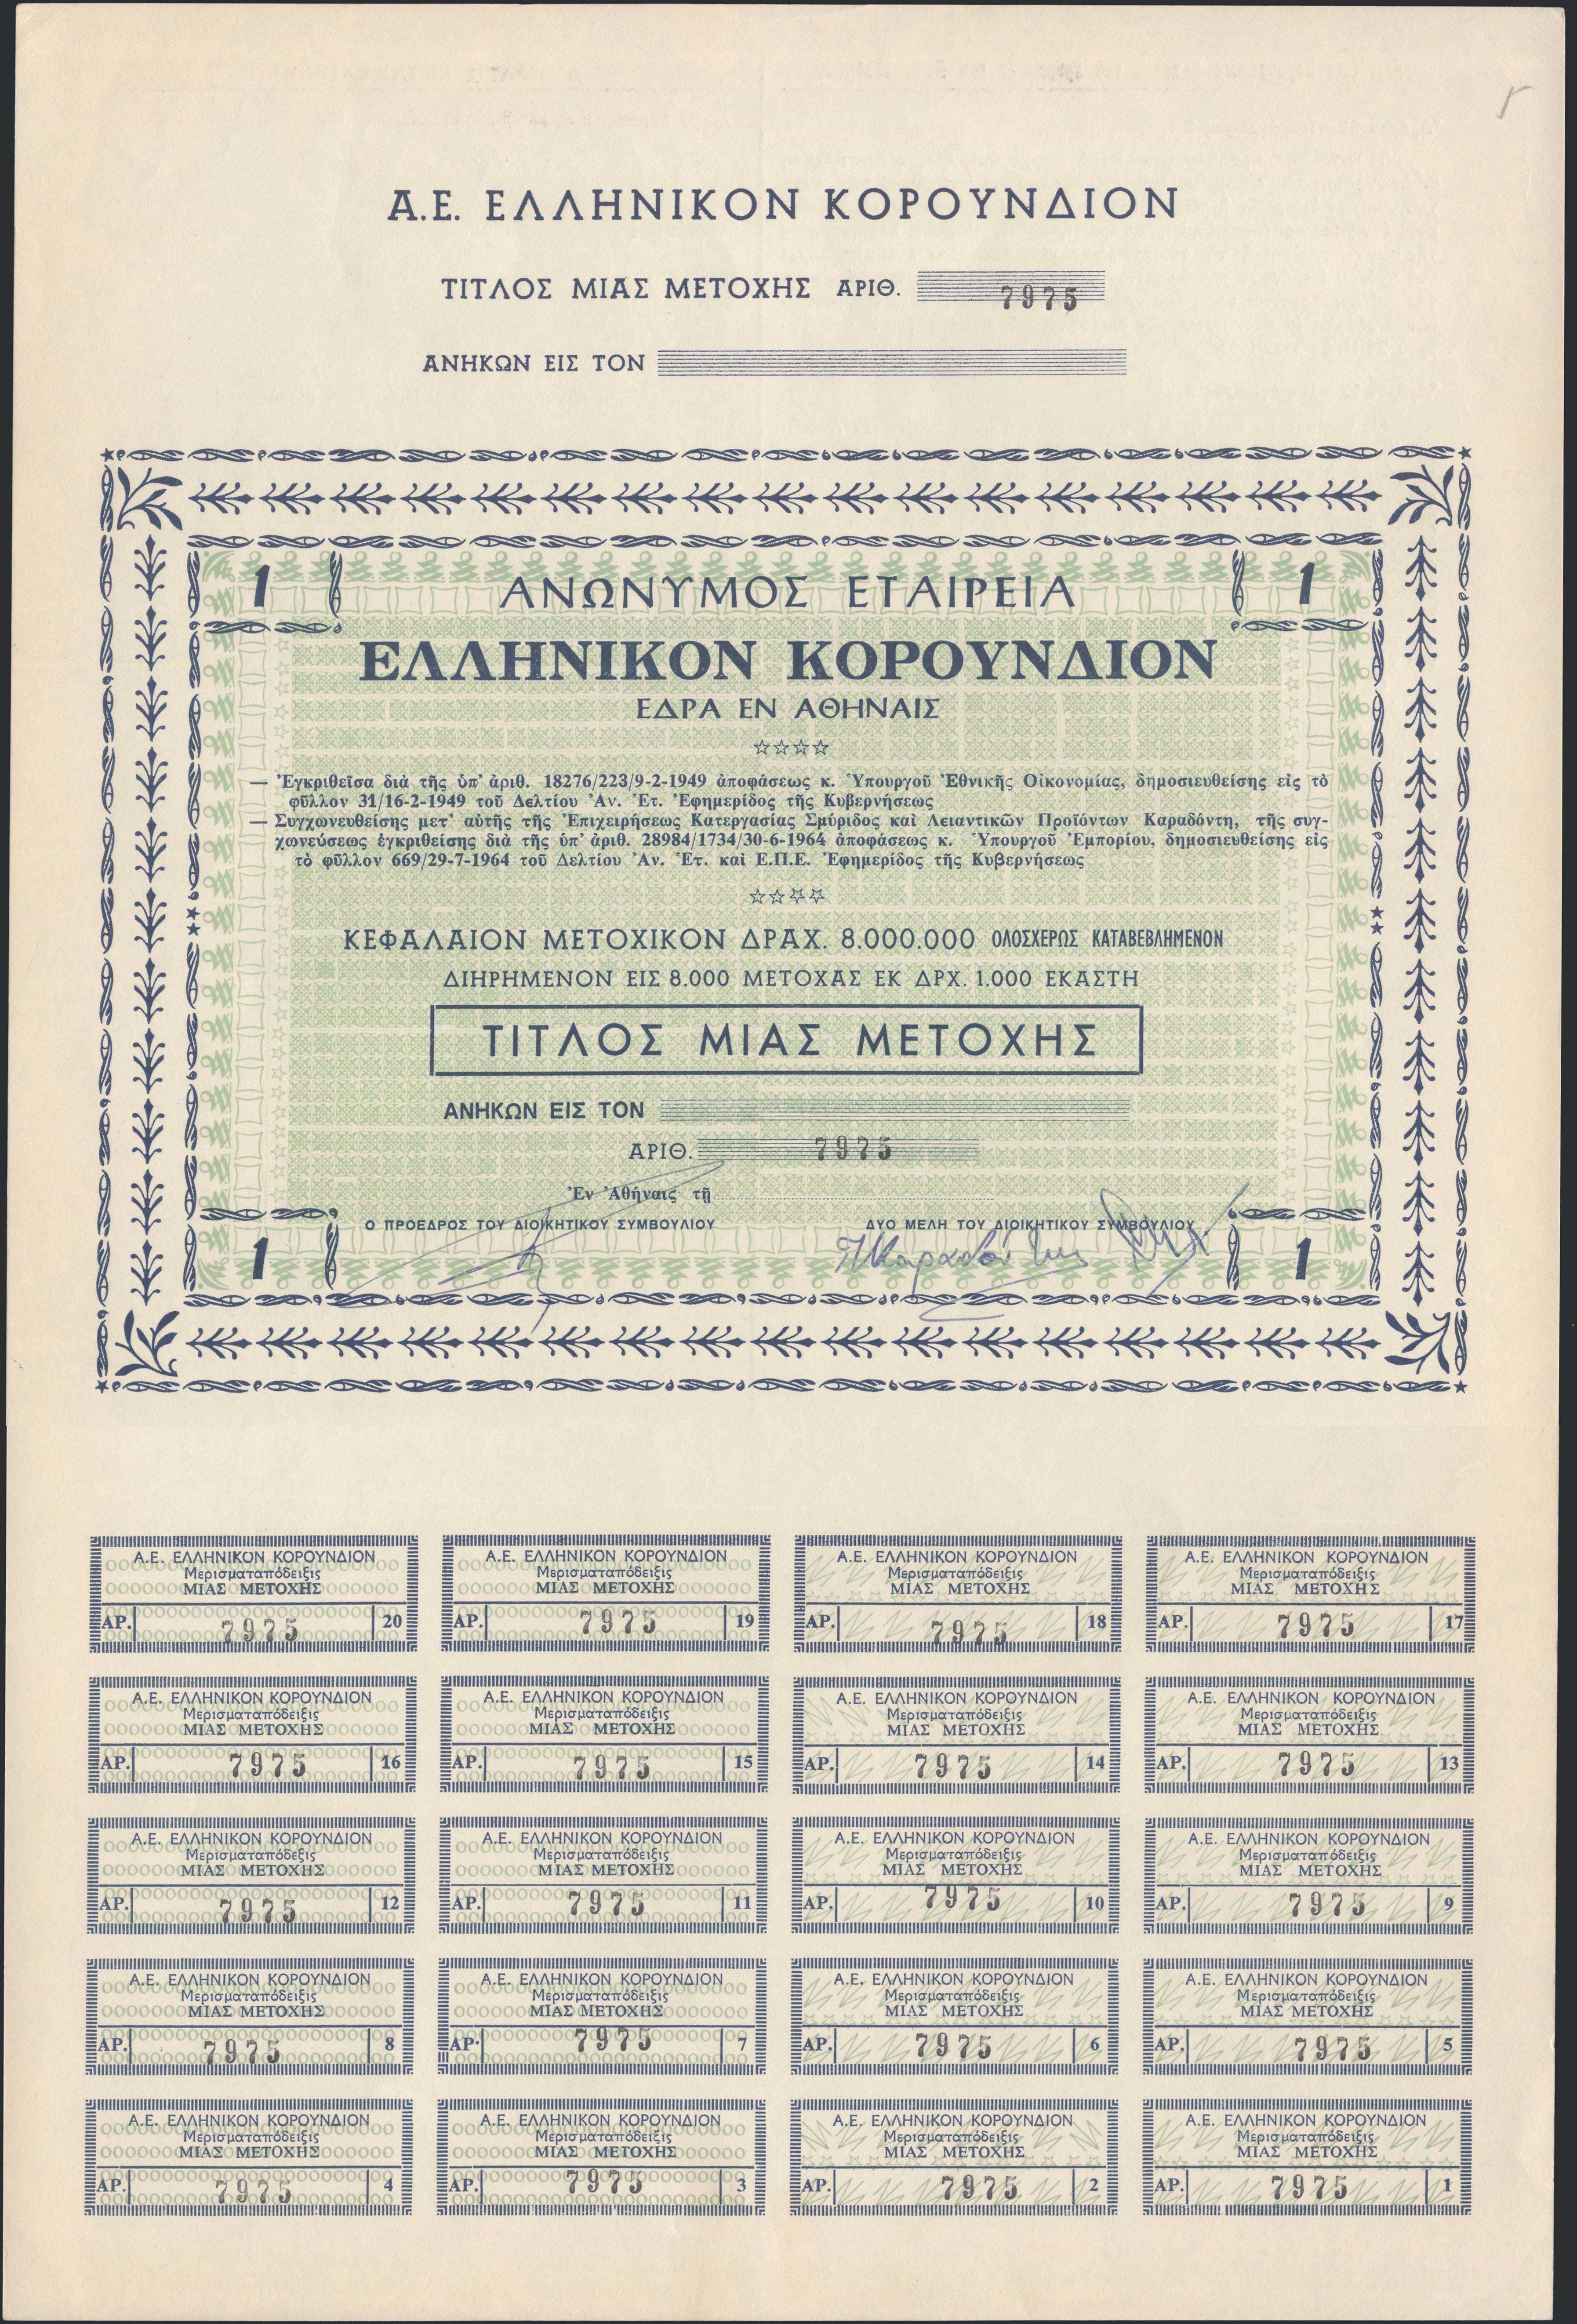 Α.Ε. ΕΛΛΗΝΙΚΟΝ ΚΟΡΟΥΝΔΙΟΝ
ΤΙΤΛΟΣ ΜΙΑΣ ΜΕΤΟΧΗΣ ΑΡΙΘ. 7975
ΑΝΗΚΩΝ ΕΙΣ ΤΟΝ
1 1
ΑΝΩΝΥΜΟΣ ΕΤΑΙΡΕΙΑ
ΕΛΛΗΝΙΚΟΝ ΚΟΡΟΥΝΔΙΟΝ
ΕΔΡΑ ΕΝ ΑΘΗΝΑΙΣ
— Ἐγκριθεῖσα διὰ τῆς ὑπ' ἀριθ. 18276/223/9-2-1949 ἀποφάσεως κ. Ὑπουργοῦ Ἐθνικῆς Οἰκονομίας, δημοσιευθείσης εἰς τὸ
φῦλλον 31/16-2-1949 τοῦ Δελτίου Ἀν. Ἑτ. Ἐφημερίδος τῆς Κυβερνήσεως
— Συγχωνευθείσης μετ' αὐτῆς τῆς Ἐπιχειρήσεως Κατεργασίας Σμύριδος καὶ Λειαντικῶν Προϊόντων Καραδόντη, τῆς συγ-
χωνεύσεως ἐγκριθείσης διὰ τῆς ὑπ' ἀριθ. 28984/1734/30-6-1964 ἀποφάσεως κ. Ὑπουργοῦ Ἐμπορίου, δημοσιευθείσης εἰς
τὸ φῦλλον 669/29-7-1964 τοῦ Δελτίου Ἀν. Ἑτ. καὶ Ε.Π.Ε. Ἐφημερίδος τῆς Κυβερνήσεως
ΚΕΦΑΛΑΙΟΝ ΜΕΤΟΧΙΚΟΝ ΔΡΑΧ. 8.000.000 ΟΛΟΣΧΕΡΩΣ ΚΑΤΑΒΕΒΛΗΜΕΝΟΝ
ΔΙΗΡΗΜΕΝΟΝ ΕΙΣ 8.000 ΜΕΤΟΧΑΣ ΕΚ ΔΡΧ. 1.000 ΕΚΑΣΤΗ
ΤΙΤΛΟΣ ΜΙΑΣ ΜΕΤΟΧΗΣ
ΑΝΗΚΩΝ ΕΙΣ ΤΟΝ
ΑΡΙΘ. 7975
Ἐν Ἀθήναις τῇ
Ο ΠΡΟΕΔΡΟΣ ΤΟΥ ΔΙΟΙΚΗΤΙΚΟΥ ΣΥΜΒΟΥΛΙΟΥ ΔΥΟ ΜΕΛΗ ΤΟΥ ΔΙΟΙΚΗΤΙΚΟΥ ΣΥΜΒΟΥΛΙΟΥ
1 1
Α.Ε. ΕΛΛΗΝΙΚΟΝ ΚΟΡΟΥΝΔΙΟΝ Α.Ε. ΕΛΛΗΝΙΚΟΝ ΚΟΡΟΥΝΔΙΟΝ Α.Ε. ΕΛΛΗΝΙΚΟΝ ΚΟΡΟΥΝΔΙΟΝ Α.Ε. ΕΛΛΗΝΙΚΟΝ ΚΟΡΟΥΝΔΙΟΝ
Μερισματαπόδειξις Μερισματαπόδειξις Μερισματαπόδειξις Μερισματαπόδειξις
ΜΙΑΣ ΜΕΤΟΧΗΣ ΜΙΑΣ ΜΕΤΟΧΗΣ ΜΙΑΣ ΜΕΤΟΧΗΣ ΜΙΑΣ ΜΕΤΟΧΗΣ
ΑΡ. 7975 20 ΑΡ. 7975 19 ΑΡ. 7975 18 ΑΡ. 7975 17
Α.Ε. ΕΛΛΗΝΙΚΟΝ ΚΟΡΟΥΝΔΙΟΝ Α.Ε. ΕΛΛΗΝΙΚΟΝ ΚΟΡΟΥΝΔΙΟΝ Α.Ε. ΕΛΛΗΝΙΚΟΝ ΚΟΡΟΥΝΔΙΟΝ Α.Ε. ΕΛΛΗΝΙΚΟΝ ΚΟΡΟΥΝΔΙΟΝ
Μερισματαπόδειξις Μερισματαπόδειξις Μερισματαπόδειξις Μερισματαπόδειξις
ΜΙΑΣ ΜΕΤΟΧΗΣ ΜΙΑΣ ΜΕΤΟΧΗΣ ΜΙΑΣ ΜΕΤΟΧΗΣ ΜΙΑΣ ΜΕΤΟΧΗΣ
ΑΡ. 7975 16 ΑΡ. 7975 15 ΑΡ. 7975 14 ΑΡ. 7975 13
Α.Ε. ΕΛΛΗΝΙΚΟΝ ΚΟΡΟΥΝΔΙΟΝ Α.Ε. ΕΛΛΗΝΙΚΟΝ ΚΟΡΟΥΝΔΙΟΝ Α.Ε. ΕΛΛΗΝΙΚΟΝ ΚΟΡΟΥΝΔΙΟΝ Α.Ε. ΕΛΛΗΝΙΚΟΝ ΚΟΡΟΥΝΔΙΟΝ
Μερισματαπόδεξις Μερισματαπόδειξις Μερισματαπόδειξις Μερισματαπόδειξις
ΜΙΑΣ ΜΕΤΟΧΗΣ ΜΙΑΣ ΜΕΤΟΧΗΣ ΜΙΑΣ ΜΕΤΟΧΗΣ ΜΙΑΣ ΜΕΤΟΧΗΣ
ΑΡ. 7975 12 ΑΡ. 7975 11 ΑΡ. 7975 10 ΑΡ. 7975 9
Α.Ε. ΕΛΛΗΝΙΚΟΝ ΚΟΡΟΥΝΔΙΟΝ Α.Ε. ΕΛΛΗΝΙΚΟΝ ΚΟΡΟΥΝΔΙΟΝ Α.Ε. ΕΛΛΗΝΙΚΟΝ ΚΟΡΟΥΝΔΙΟΝ Α.Ε. ΕΛΛΗΝΙΚΟΝ ΚΟΡΟΥΝΔΙΟΝ
Μερισματαπόδειξις Μερισματαπόδειξις Μερισματαπόδειξις Μερισματαπόδειξις
ΜΙΑΣ ΜΕΤΟΧΗΣ ΜΙΑΣ ΜΕΤΟΧΗΣ ΜΙΑΣ ΜΕΤΟΧΗΣ ΜΙΑΣ ΜΕΤΟΧΗΣ
ΑΡ. 7975 8 ΑΡ. 7975 7 ΑΡ. 7975 6 ΑΡ. 7975 5
Α.Ε. ΕΛΛΗΝΙΚΟΝ ΚΟΡΟΥΝΔΙΟΝ Α.Ε. ΕΛΛΗΝΙΚΟΝ ΚΟΡΟΥΝΔΙΟΝ Α.Ε. ΕΛΛΗΝΙΚΟΝ ΚΟΡΟΥΝΔΙΟΝ Α.Ε. ΕΛΛΗΝΙΚΟΝ ΚΟΡΟΥΝΔΙΟΝ
Μερισματαπόδειξις Μερισματαπόδειξις Μερισματαπόδειξις Μερισματαπόδειξις
ΜΙΑΣ ΜΕΤΟΧΗΣ ΜΙΑΣ ΜΕΤΟΧΗΣ ΜΙΑΣ ΜΕΤΟΧΗΣ ΜΙΑΣ ΜΕΤΟΧΗΣ
ΑΡ. 7975 4 ΑΡ. 7975 3 ΑΡ. 7975 2 ΑΡ. 7975 1